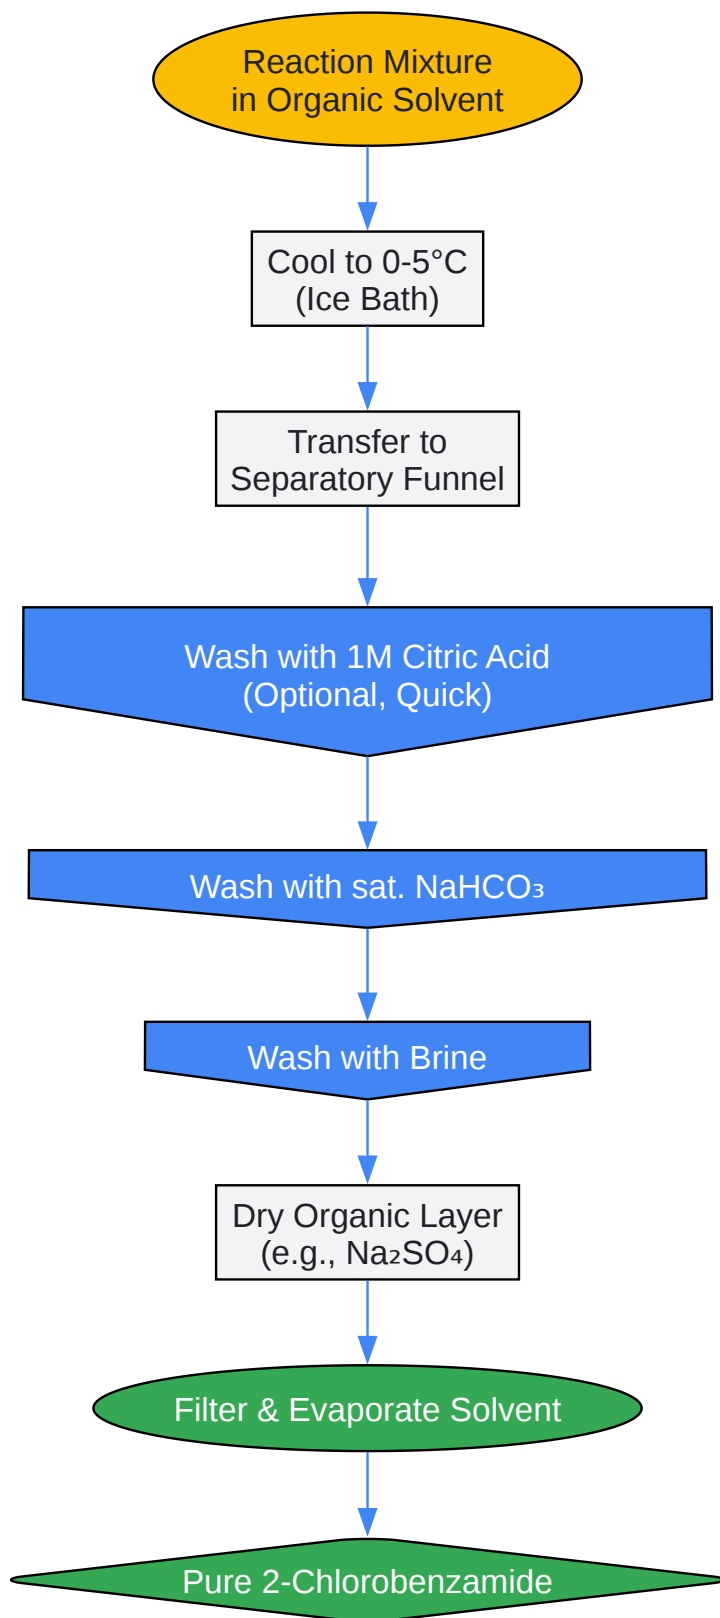 Reaction Mixture
in Organic Solvent
Cool to 0-5°C
(Ice Bath)
Transfer to
Separatory Funnel
Wash with 1M Citric Acid
(Optional, Quick)
Wash with sat. NaHCO₃
Wash with Brine
Dry Organic Layer
(e.g., Na₂SO₄)
Filter & Evaporate Solvent
Pure 2-Chlorobenzamide